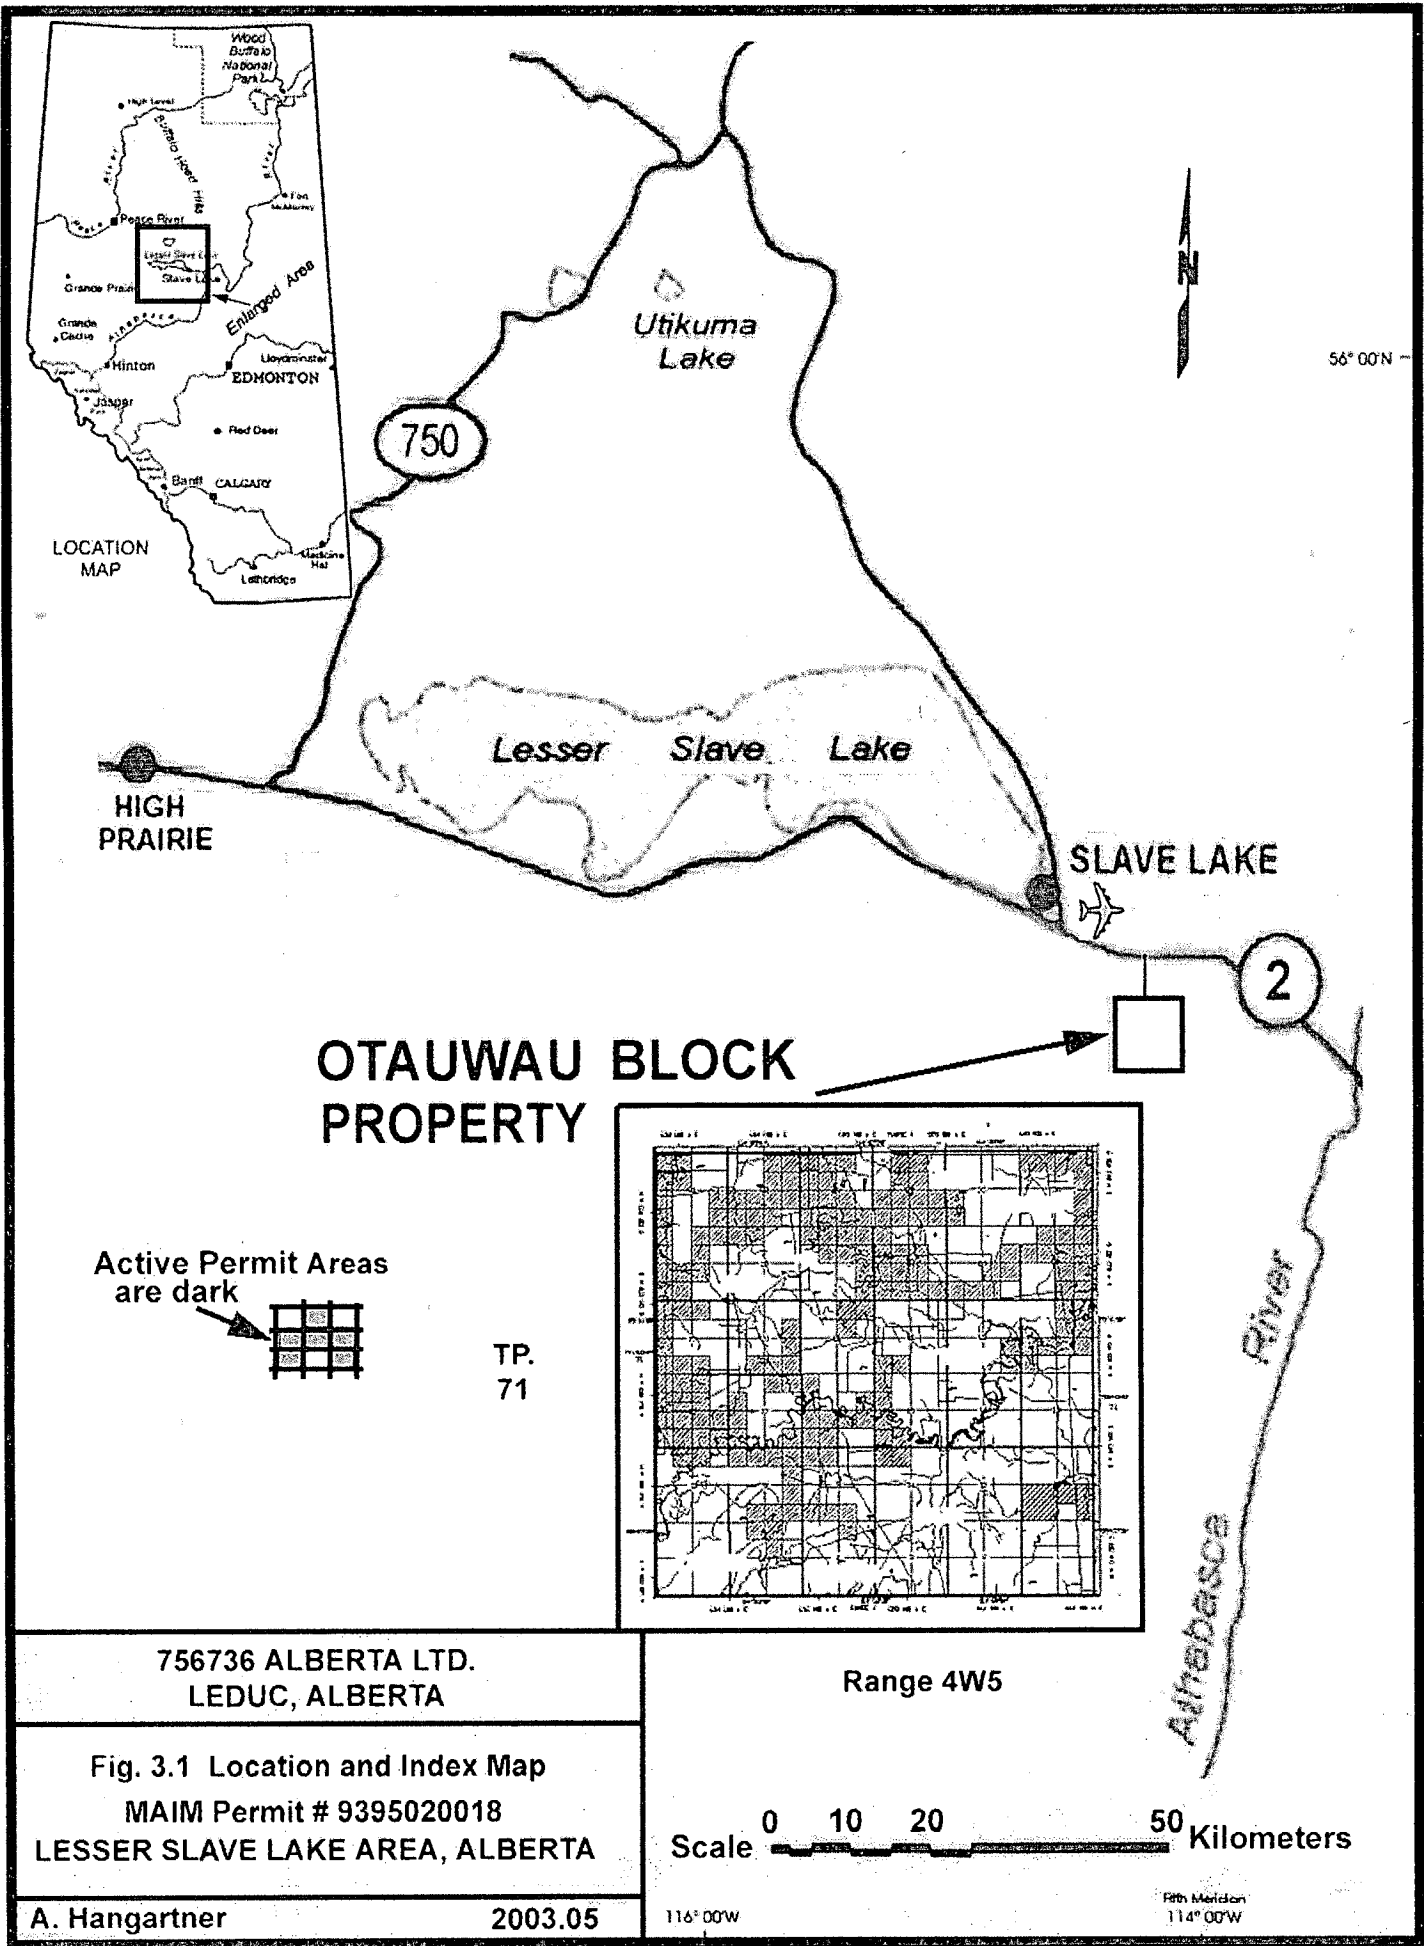 Wood
Buffalo
National
Park
High Level
Buffalo Head Hills
River
River
Fort
McMurray
Peace
Peace River
Lesser Slave Lake
Slave Lake
Grande Prairi
Enlarged Area
Grande
Cache
Athabasca
Hinton
Lloydminster
EDMONTON
Jasper
Red Deer
Banff
CALGARY
Medicine
Hat
Lethbridge
LOCATION
MAP
N
56° 00'N
Utikuma
Lake
750
Lesser Slave Lake
HIGH
PRAIRIE
SLAVE LAKE
2
OTAUWAU BLOCK
PROPERTY
Active Permit Areas
are dark
TP.
71
River
Athabasca
Range 4W5
756736 ALBERTA LTD.
LEDUC, ALBERTA
Fig. 3.1 Location and Index Map
MAIM Permit # 9395020018
LESSER SLAVE LAKE AREA, ALBERTA
A. Hangartner 2003.05
Scale 0 10 20 50 Kilometers
116° 00'W
Fifth Meridian
114° 00'W